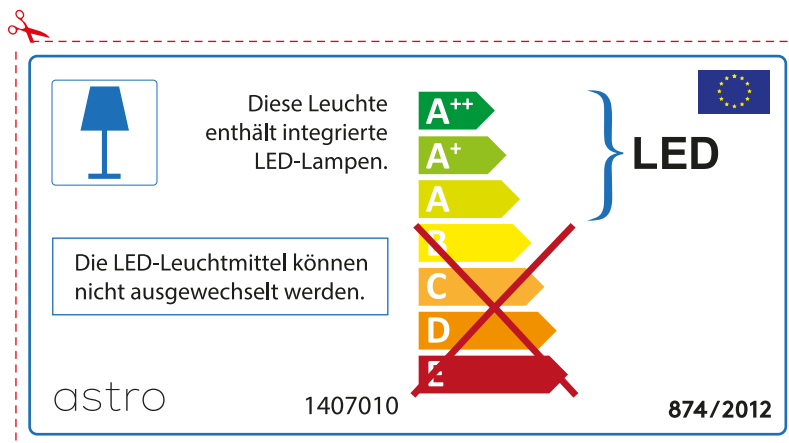 Diese Leuchte
enthält integrierte
LED-Lampen.
A++
A+
A
B
C
D
E
LED
Die LED-Leuchtmittel können
nicht ausgewechselt werden.
astro
1407010
874/2012